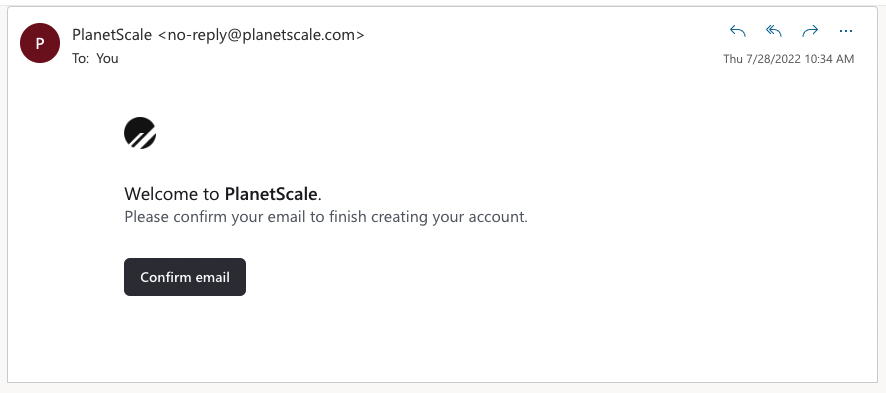 P
PlanetScale <no-reply@planetscale.com>
To: You
Thu 7/28/2022 10:34 AM
Welcome to PlanetScale.
Please confirm your email to finish creating your account.
Confirm email